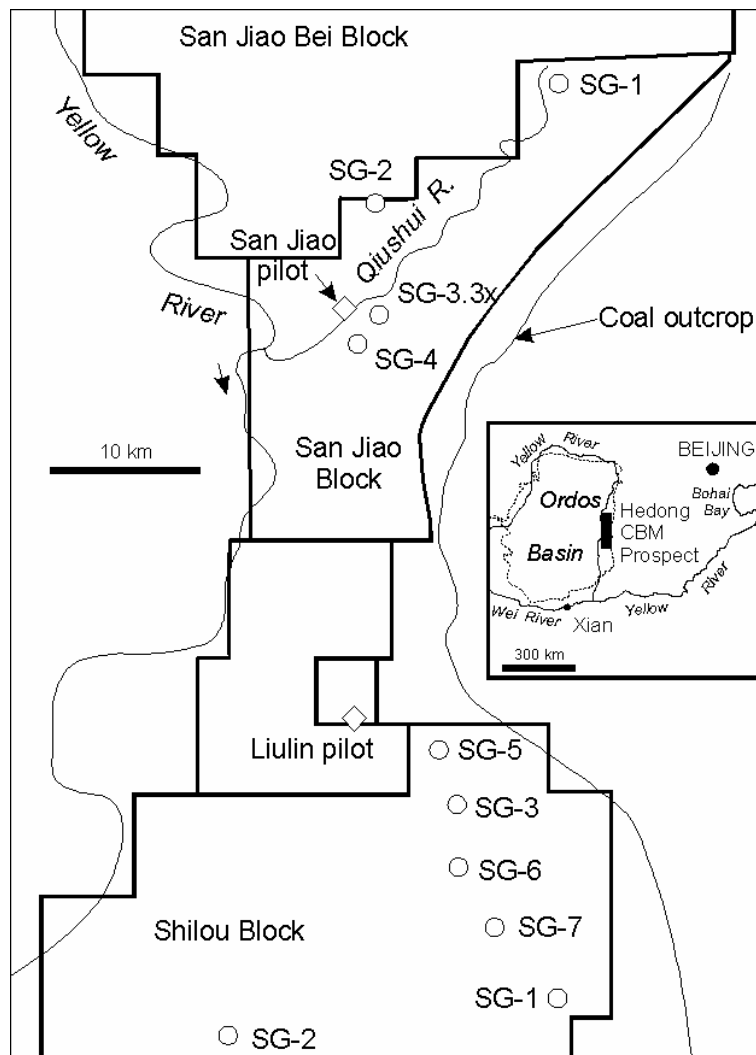 San Jiao Bei Block
Yellow
SG-1
SG-2
Qiushui R.
San Jiao
pilot
River
SG-3.3x
Coal outcrop
SG-4
10 km
San Jiao
Block
Yellow
River
BEIJING
Ordos
Bohai
Bay
Hedong
CBM
Basin
Prospect
River
Wei River
Yellow
Xian
300 km
Liulin pilot
SG-5
SG-3
SG-6
Shilou Block
SG-7
SG-1
SG-2